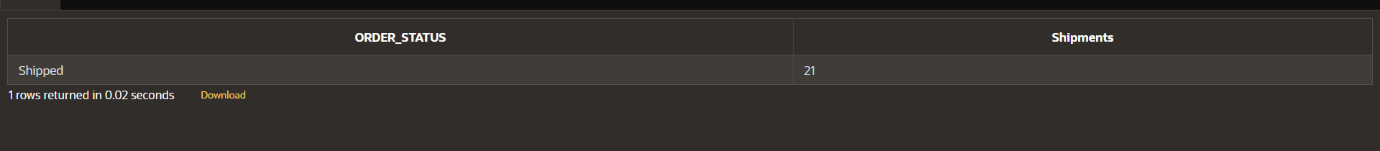 ORDER_STATUS Shipments
Shipped 21
1 rows returned in 0.02 seconds Download